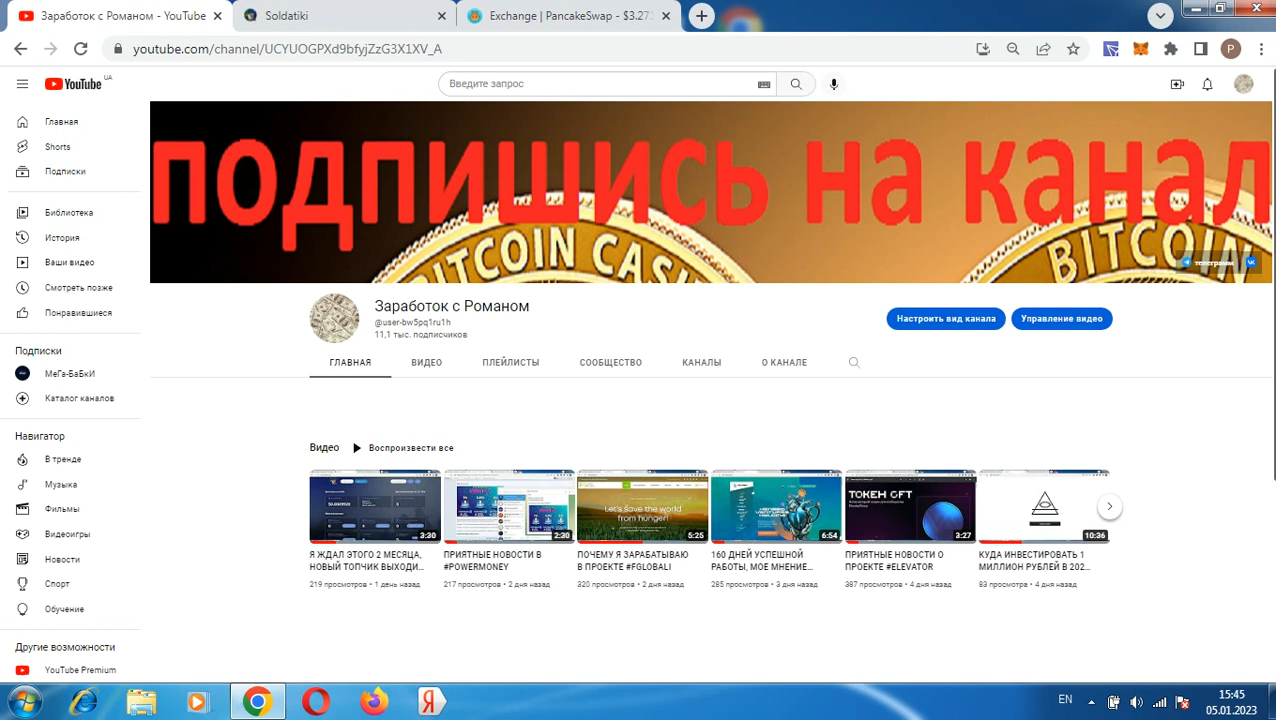 Заработок с Романом - YouTube
Soldatiki
Exchange | PancakeSwap - $3.27
youtube.com/channel/UCYUOGPXd9bfyjZzG3X1XV_A
P
YouTube UA
Введите запрос
Главная
Shorts
Подписки
Библиотека
История
Ваши видео
Смотреть позже
Понравившиеся
Подписки
МеГа-БаБкИ
Каталог каналов
Навигатор
В тренде
Музыка
Фильмы
Видеоигры
Новости
Спорт
Обучение
Другие возможности
YouTube Premium
подпишись на канал
BITCOIN CASH
BITCOIN
телеграмм
Заработок с Романом
@user-bw5pq1ru1h
11,1 тыс. подписчиков
Настроить вид канала
Управление видео
ГЛАВНАЯ
ВИДЕО
ПЛЕЙЛИСТЫ
СООБЩЕСТВО
КАНАЛЫ
О КАНАЛЕ
Видео
Воспроизвести все
3:30
2:30
Let's save the world
from hunger!
5:25
6:54
ТОКЕН CFT
3:27
10:36
Я ЖДАЛ ЭТОГО 2 МЕСЯЦА,
НОВЫЙ ТОПЧИК ВЫХОДИ...
219 просмотров • 1 день назад
ПРИЯТНЫЕ НОВОСТИ В
#POWERMONEY
217 просмотров • 2 дня назад
ПОЧЕМУ Я ЗАРАБАТЫВАЮ
В ПРОЕКТЕ #FGLOBALI
320 просмотров • 2 дня назад
160 ДНЕЙ УСПЕШНОЙ
РАБОТЫ, МОЕ МНЕНИЕ...
285 просмотров • 3 дня назад
ПРИЯТНЫЕ НОВОСТИ О
ПРОЕКТЕ #ELEVATOR
387 просмотров • 4 дня назад
КУДА ИНВЕСТИРОВАТЬ 1
МИЛЛИОН РУБЛЕЙ В 202...
83 просмотра • 4 дня назад
EN
15:45
05.01.2023